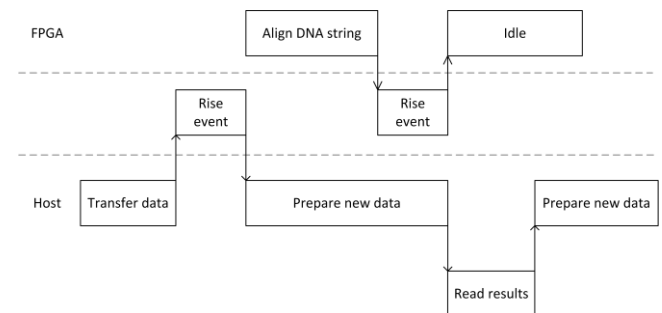 FPGA
Align DNA string
Idle
Rise
event
Rise
event
Host
Transfer data
Prepare new data
Prepare new data
Read results